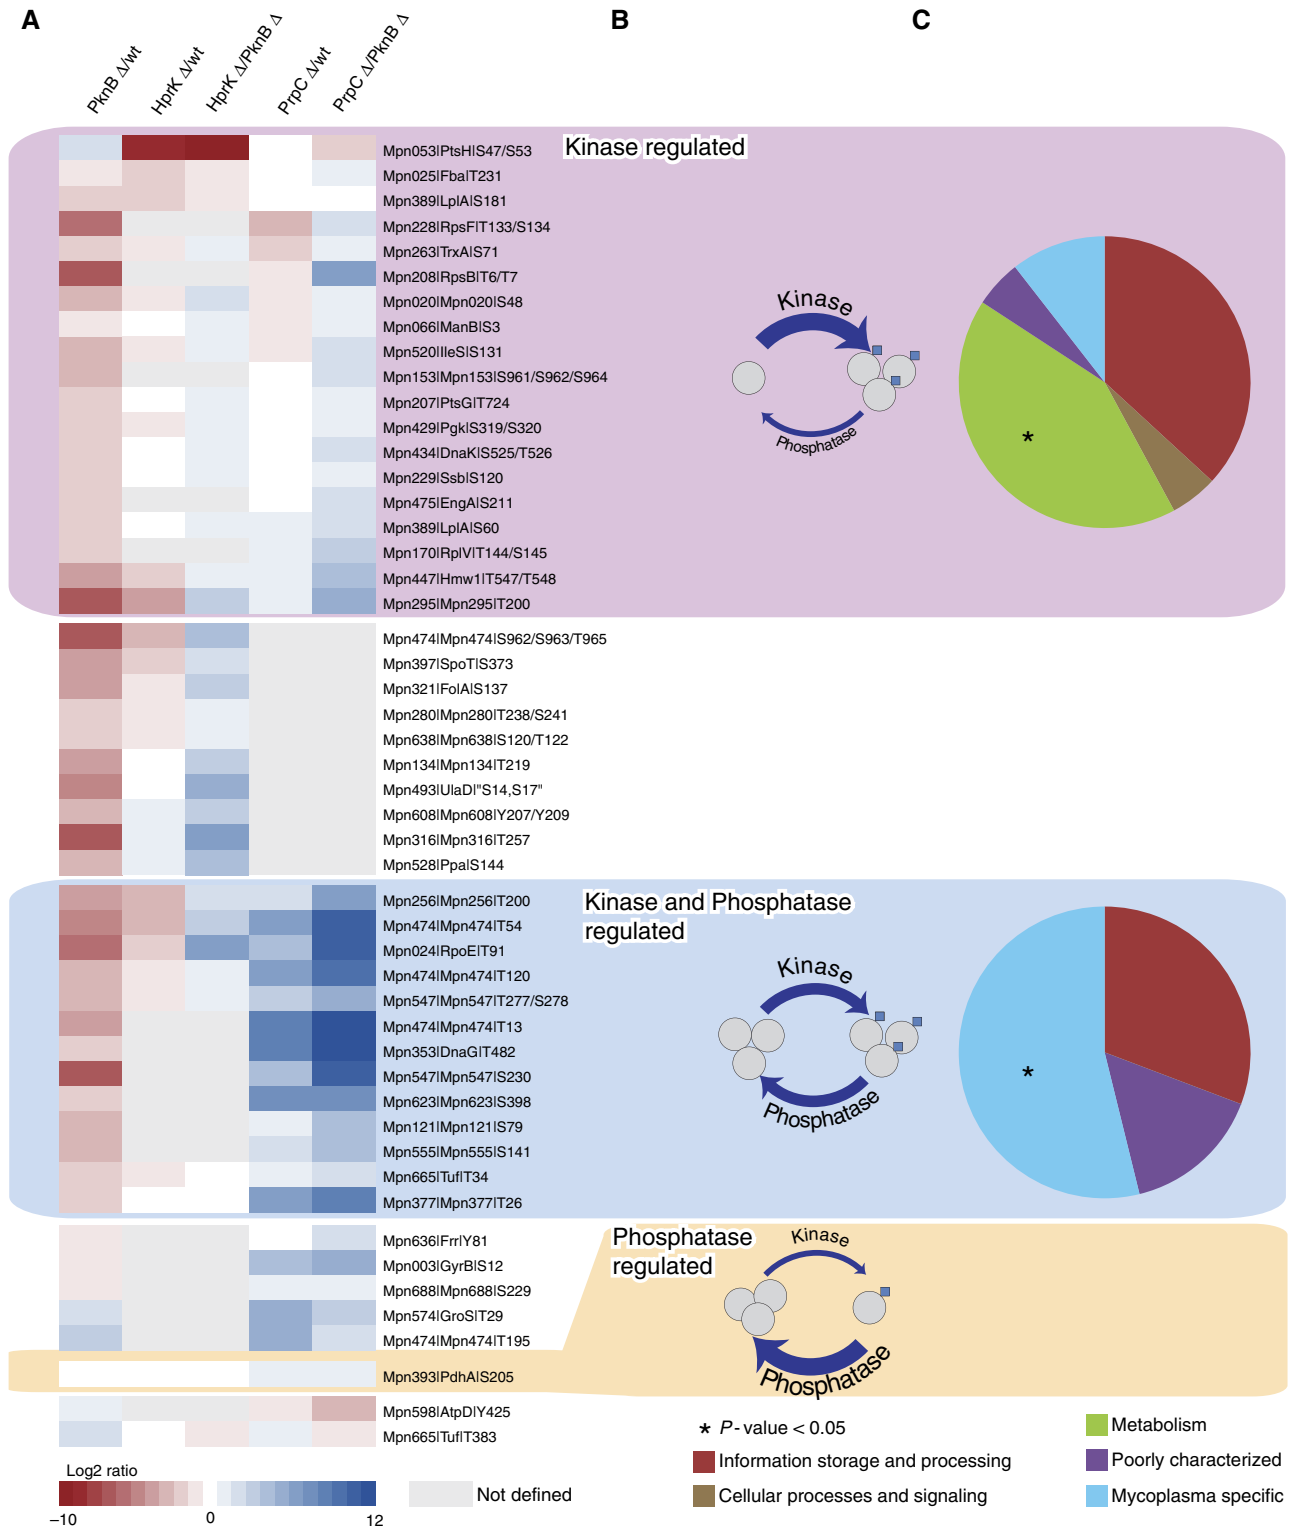 A
B
C
PknB Δ/wt
HprK Δ/wt
HprK Δ/PknB Δ
PrpC Δ/wt
PrpC Δ/PknB Δ
Kinase regulated
Mpn053|PtsH|S47/S53
Mpn025|Fba|T231
Mpn389|LplA|S181
Mpn228|RpsF|T133/S134
Mpn263|TrxA|S71
Mpn208|RpsB|T6/T7
Mpn020|Mpn020|S48
Mpn066|ManB|S3
Mpn520|IleS|S131
Mpn153|Mpn153|S961/S962/S964
Mpn207|PtsG|T724
Mpn429|Pgk|S319/S320
Mpn434|DnaK|S525/T526
Mpn229|Ssb|S120
Mpn475|EngA|S211
Mpn389|LplA|S60
Mpn170|RplV|T144/S145
Mpn447|Hmw1|T547/T548
Mpn295|Mpn295|T200
Kinase
Phosphatase
*
Mpn474|Mpn474|S962/S963/T965
Mpn397|SpoT|S373
Mpn321|FolA|S137
Mpn280|Mpn280|T238/S241
Mpn638|Mpn638|S120/T122
Mpn134|Mpn134|T219
Mpn493|UlaD|"S14,S17"
Mpn608|Mpn608|Y207/Y209
Mpn316|Mpn316|T257
Mpn528|Ppa|S144
Kinase and Phosphatase
regulated
Mpn256|Mpn256|T200
Mpn474|Mpn474|T54
Mpn024|RpoE|T91
Mpn474|Mpn474|T120
Mpn547|Mpn547|T277/S278
Mpn474|Mpn474|T13
Mpn353|DnaG|T482
Mpn547|Mpn547|S230
Mpn623|Mpn623|S398
Mpn121|Mpn121|S79
Mpn555|Mpn555|S141
Mpn665|Tuf|T34
Mpn377|Mpn377|T26
Kinase
Phosphatase
*
Mpn636|Frr|Y81
Mpn003|GyrB|S12
Mpn688|Mpn688|S229
Mpn574|GroS|T29
Mpn474|Mpn474|T195
Mpn393|PdhA|S205
Phosphatase
regulated
Kinase
Phosphatase
Mpn598|AtpD|Y425
Mpn665|Tuf|T383
Log2 ratio
−10
0
12
Not defined
* P-value < 0.05
Information storage and processing
Cellular processes and signaling
Metabolism
Poorly characterized
Mycoplasma specific